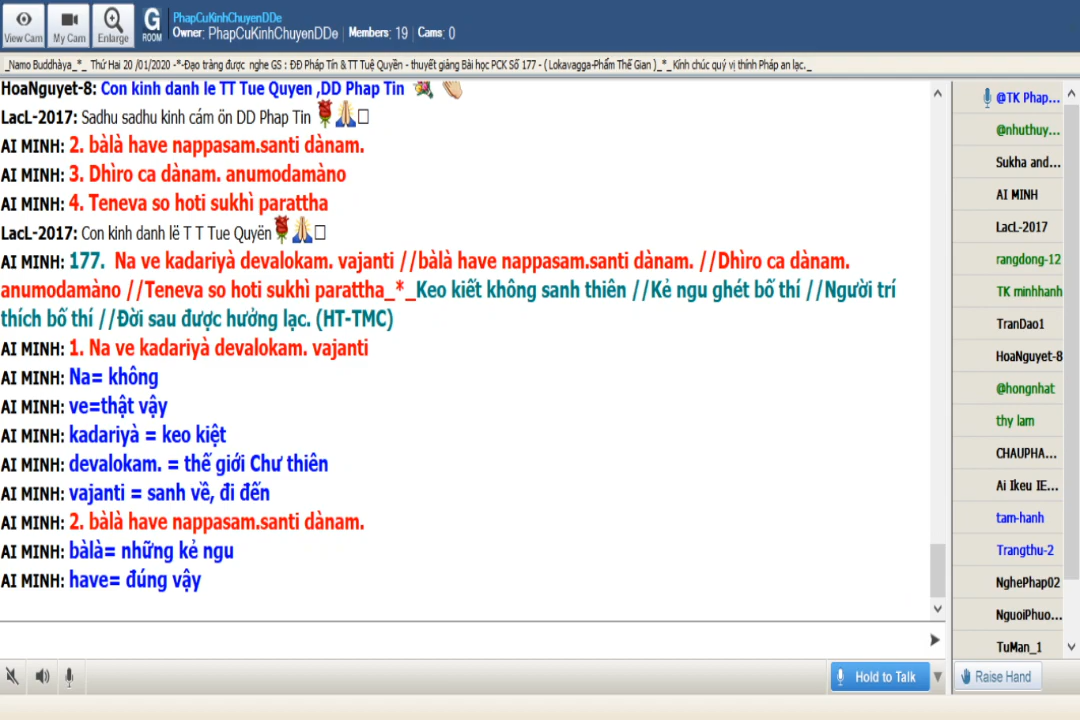 View Cam
My Cam
Enlarge
G ROOM
PhapCuKinhChuyenDDe
Owner: PhapCuKinhChuyenDDe Members: 19 Cams: 0
_Namo Buddhàya_*_ Thứ Hai 20 /01/2020 -*-Đạo tràng được nghe GS : ĐĐ Pháp Tín & TT Tuệ Quyền - thuyết giảng Bài học PCK Số 177 - ( Lokavagga-Phẩm Thế Gian )_*_Kính chúc quý vị thính Pháp an lạc._
HoaNguyet-8: Con kinh danh le TT Tue Quyen ,DD Phap Tin
LacL-2017: Sadhu sadhu kinh cám ön DD Phap Tin
AI MINH: 2. bàlà have nappasam.santi dànam.
AI MINH: 3. Dhìro ca dànam. anumodamàno
AI MINH: 4. Teneva so hoti sukhì parattha
LacL-2017: Con kinh danh lë T T Tue Quyën
AI MINH: 177. Na ve kadariyà devalokam. vajanti //bàlà have nappasam.santi dànam. //Dhìro ca dànam.
anumodamàno //Teneva so hoti sukhì parattha_*_Keo kiết không sanh thiên //Kẻ ngu ghét bố thí //Người trí
thích bố thí //Đời sau được hưởng lạc. (HT-TMC)
AI MINH: 1. Na ve kadariyà devalokam. vajanti
AI MINH: Na= không
AI MINH: ve=thật vậy
AI MINH: kadariyà = keo kiệt
AI MINH: devalokam. = thế giới Chư thiên
AI MINH: vajanti = sanh về, đi đến
AI MINH: 2. bàlà have nappasam.santi dànam.
AI MINH: bàlà= những kẻ ngu
AI MINH: have= đúng vậy
@TK Phap...
@nhuthuy...
Sukha and...
AI MINH
LacL-2017
rangdong-12
TK minhhanh
TranDao1
HoaNguyet-8
@hongnhat
thy lam
CHAUPHA...
Ai Ikeu IE...
tam-hanh
Trangthu-2
NghePhap02
NguoiPhuo...
TuMan_1
Hold to Talk
Raise Hand